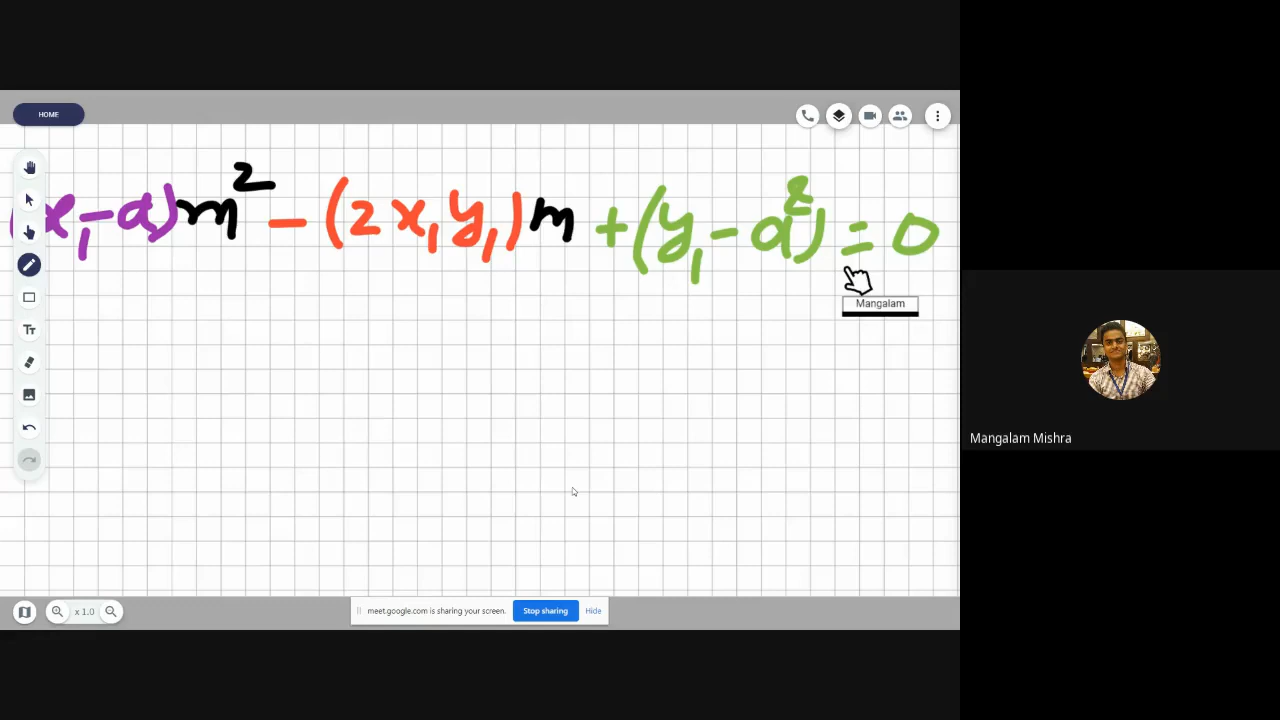 HOME
(x₁-a)m² - (2x₁y₁)m + (y₁-a²) = 0
Mangalam
Mangalam Mishra
Tт
x 1.0
meet.google.com is sharing your screen. Stop sharing Hide